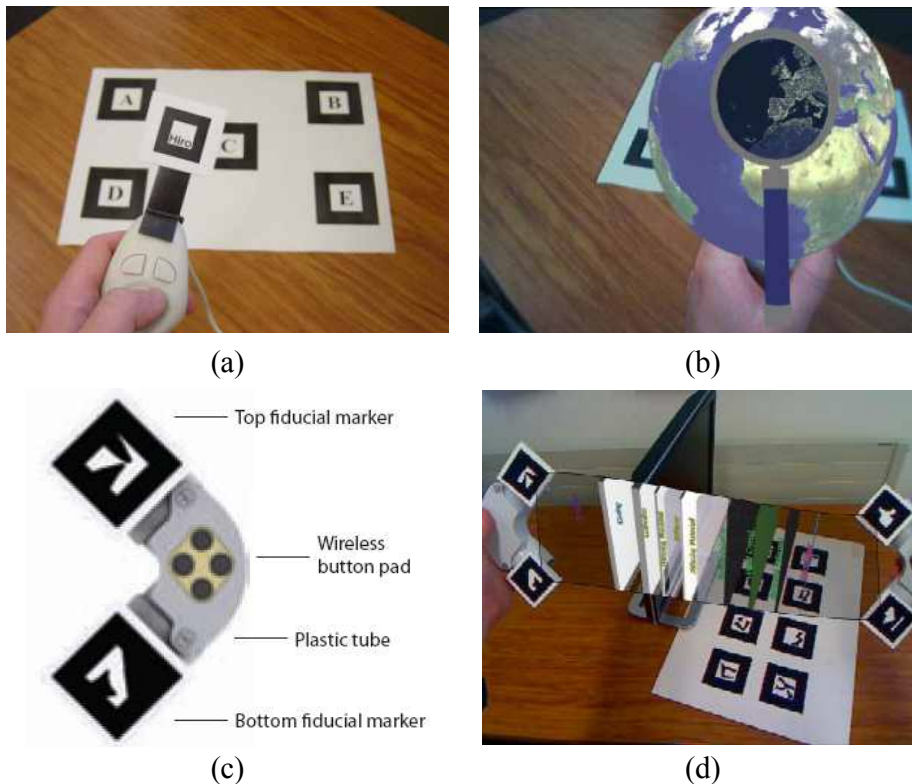 A
B
Hiro
C
D
E
(a)
(b)
Top fiducial marker
Wireless
button pad
Plastic tube
Bottom fiducial marker
(c)
(d)